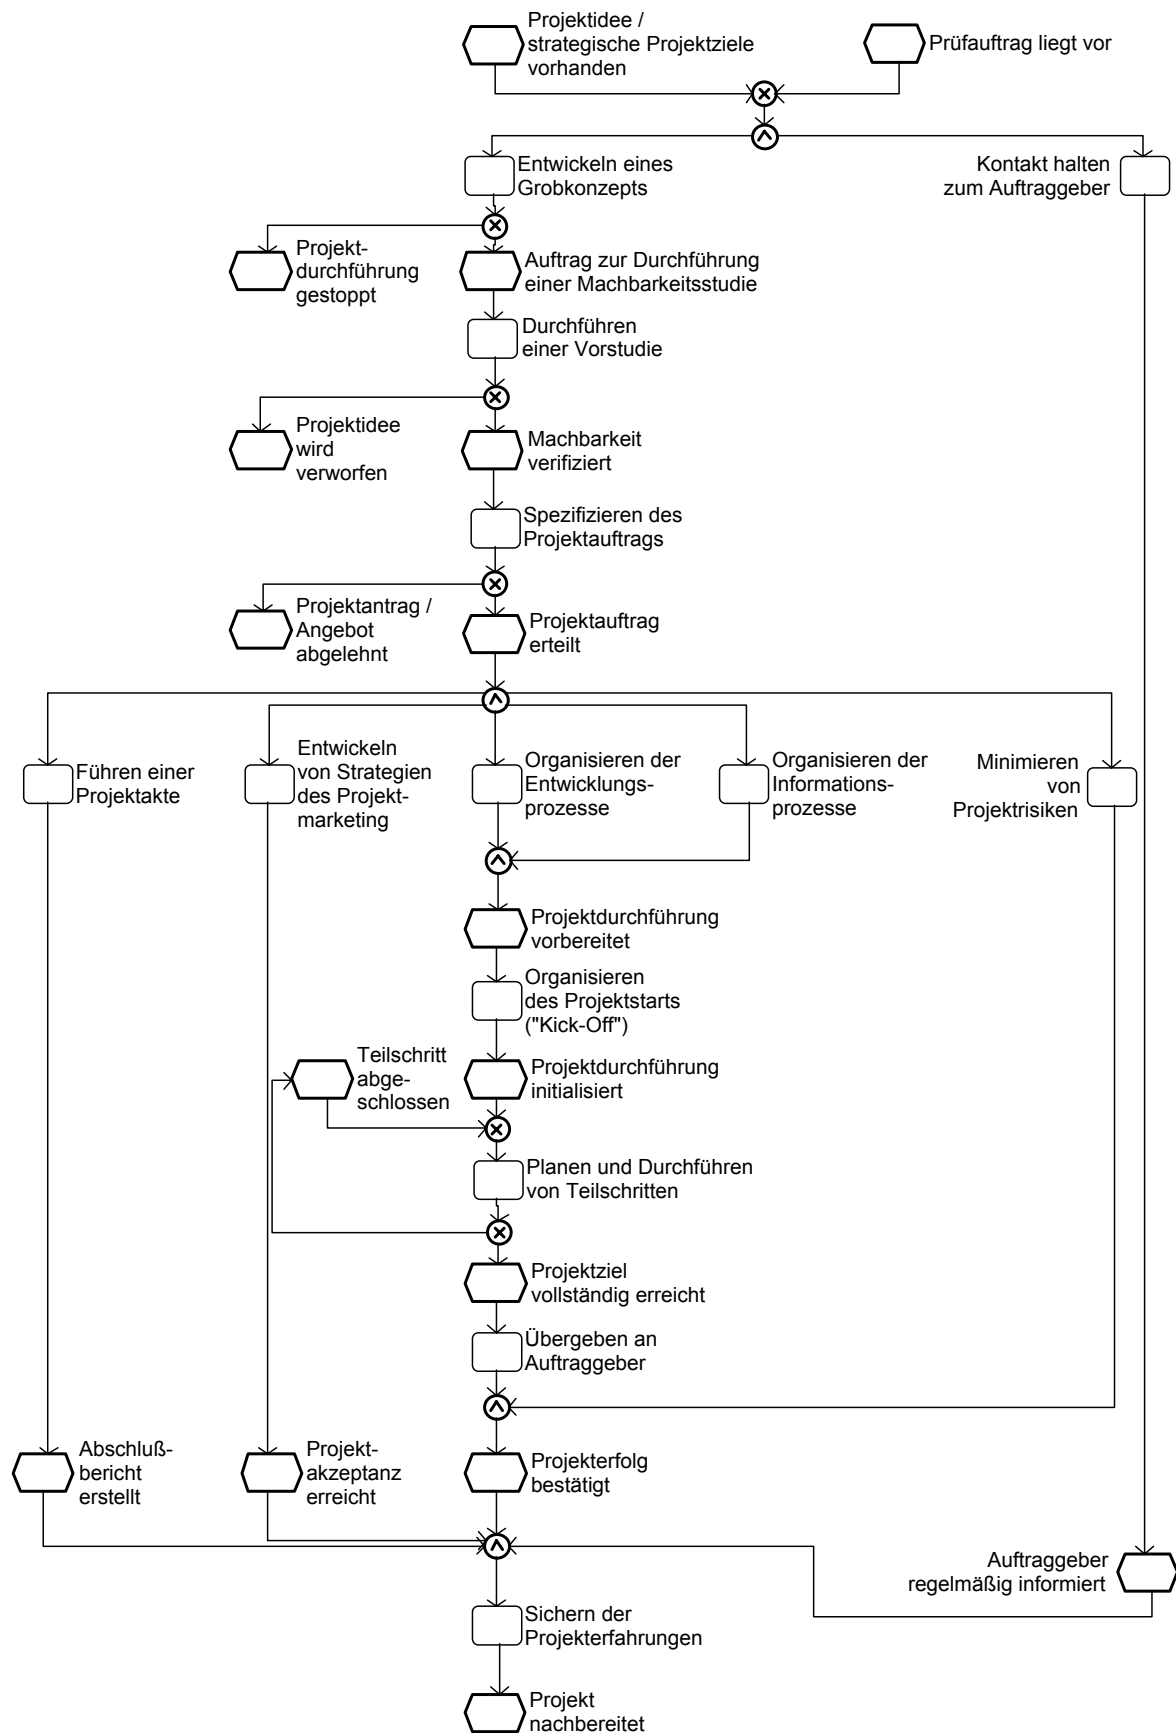 Projektidee /
strategische Projektziele
vorhanden
Prüfauftrag liegt vor
Entwickeln eines
Grobkonzepts
Kontakt halten
zum Auftraggeber
Projekt-
durchführung
gestoppt
Auftrag zur Durchführung
einer Machbarkeitsstudie
Durchführen
einer Vorstudie
Projektidee
wird
verworfen
Machbarkeit
verifiziert
Spezifizieren des
Projektauftrags
Projektantrag /
Angebot
abgelehnt
Projektauftrag
erteilt
Führen einer
Projektakte
Entwickeln
von Strategien
des Projekt-
marketing
Organisieren der
Entwicklungs-
prozesse
Organisieren der
Informations-
prozesse
Minimieren
von
Projektrisiken
Projektdurchführung
vorbereitet
Organisieren
des Projektstarts
("Kick-Off")
Teilschritt
abge-
schlossen
Projektdurchführung
initialisiert
Planen und Durchführen
von Teilschritten
Projektziel
vollständig erreicht
Übergeben an
Auftraggeber
Abschluß-
bericht
erstellt
Projekt-
akzeptanz
erreicht
Projekterfolg
bestätigt
Auftraggeber
regelmäßig informiert
Sichern der
Projekterfahrungen
Projekt
nachbereitet